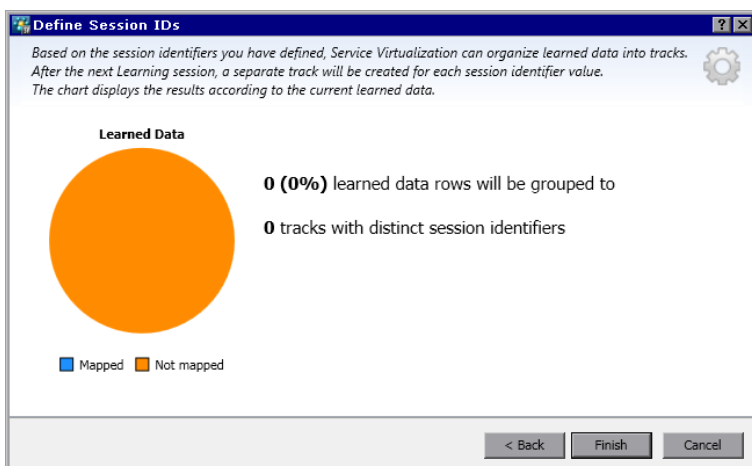 Define Session IDs
Based on the session identifiers you have defined, Service Virtualization can organize learned data into tracks.
After the next Learning session, a separate track will be created for each session identifier value.
The chart displays the results according to the current learned data.
Learned Data
0 (0%) learned data rows will be grouped to
0 tracks with distinct session identifiers
Mapped Not mapped
< Back Finish Cancel